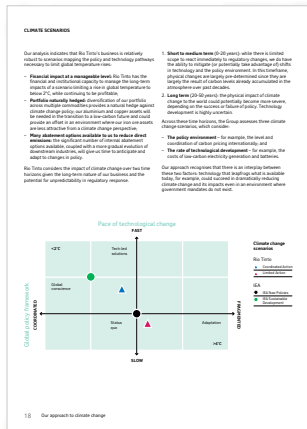 CLIMATE SCENARIOS
Our analysis indicates that Rio Tinto's business is relatively
robust to scenarios mapping the policy and technology pathways
necessary to limit global temperature rises.
– Financial impact at a manageable level: Rio Tinto has the
financial and institutional capacity to manage the long-term
impacts of a scenario limiting a rise in global temperature to
below 2°C, while continuing to be profitable.
– Portfolio naturally hedged: diversification of our portfolio
across multiple commodities provides a natural hedge against
climate change policy; our aluminium and copper assets will
be needed in the transition to a low-carbon future and could
provide an offset in an environment where our iron ore assets
are less attractive from a climate change perspective.
– Many abatement options available to us to reduce direct
emissions: the significant number of internal abatement
options available, coupled with a more gradual evolution of
downstream industries, will give us time to anticipate and
adapt to changes in policy.
Rio Tinto considers the impact of climate change over two time
horizons given the long-term nature of our business and the
potential for unpredictability in regulatory response.
1. Short to medium term (0-20 years): while there is limited
scope to react immediately to regulatory changes, we do have
the ability to mitigate (or potentially take advantage of) shifts
in technology and the policy environment. In this timeframe,
physical changes are largely pre-determined since they are
largely the result of carbon levels already accumulated in the
atmosphere over past decades.
2. Long term (20-50 years): the physical impact of climate
change to the world could potentially become more severe,
depending on the success or failure of policy. Technology
development is highly uncertain.
Across these time horizons, the Group assesses three climate
change scenarios, which consider:
– The policy environment – for example, the level and
coordination of carbon pricing internationally; and
– The rate of technological development – for example, the
costs of low-carbon electricity generation and batteries.
Our approach recognises that there is an interplay between
these two factors: technology that leapfrogs what is available
today, for example, could succeed in dramatically reducing
climate change and its impacts even in an environment where
government mandates do not exist.
Pace of technological change
FAST
<2°C
Tech-led
solutions
Global
conscience
Status
quo
Adaptation
>4°C
SLOW
Global policy framework
COORDINATED
FRAGMENTED
Climate change
scenarios
Rio Tinto
Coordinated Action
Limited Action
IEA
IEA New Policies
IEA Sustainable
Development
18 Our approach to climate change